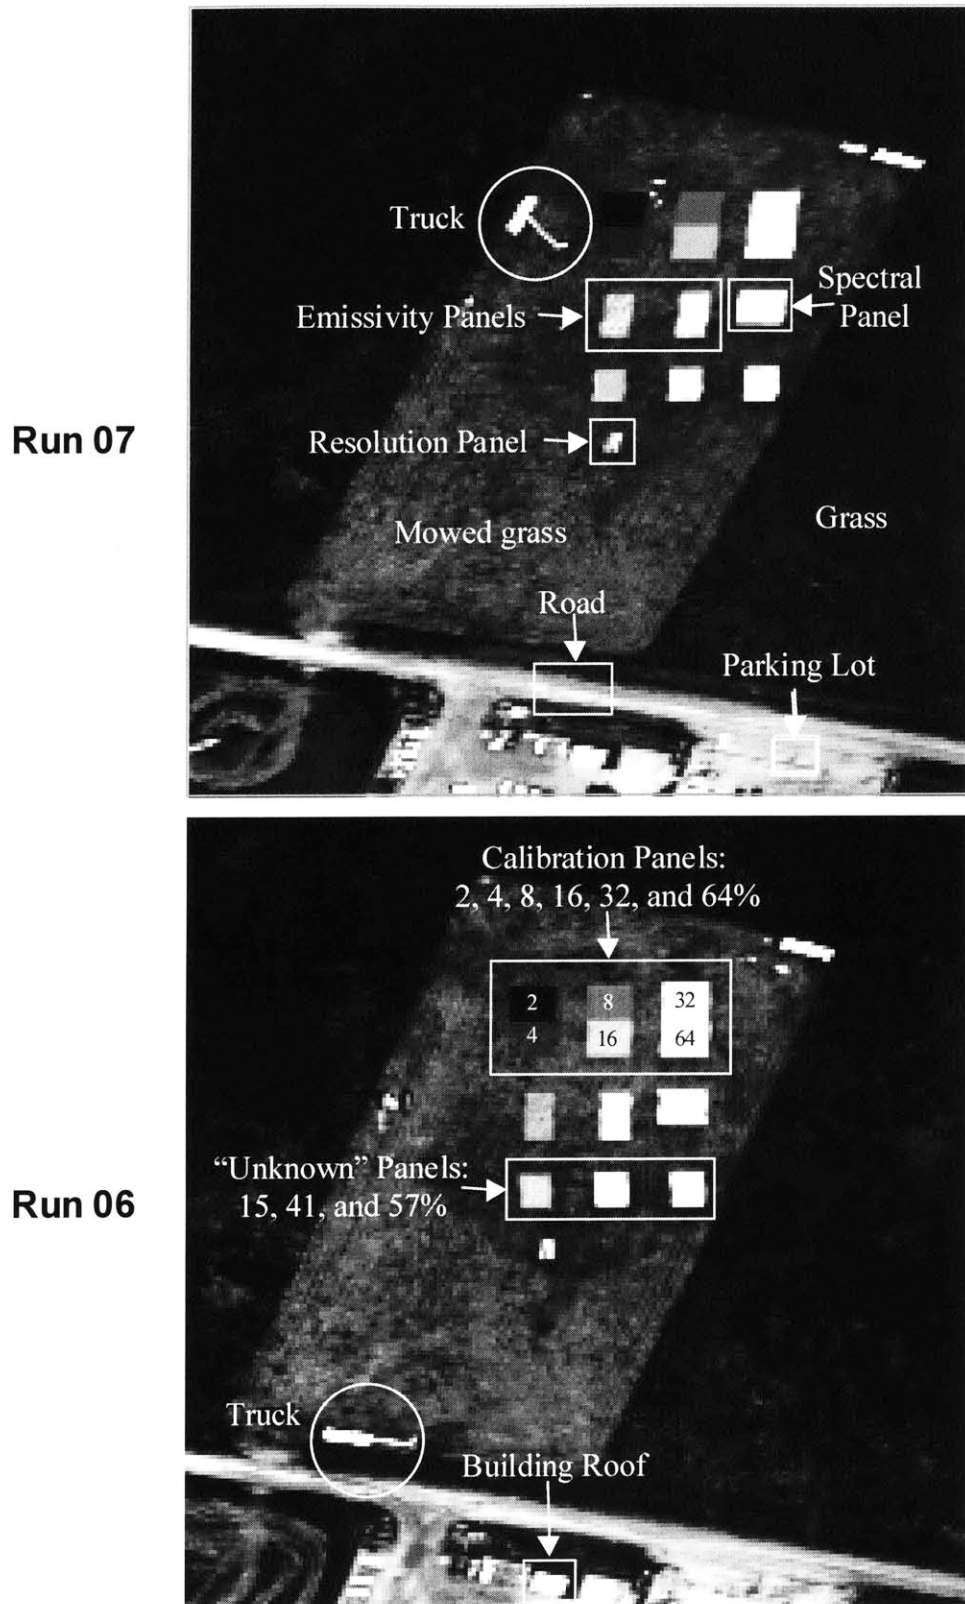 Truck
Spectral
Panel
Emissivity Panels
Run 07
Resolution Panel
Mowed grass
Grass
Road
Parking Lot
Calibration Panels:
2, 4, 8, 16, 32, and 64%
2 8 32
4 16 64
“Unknown” Panels:
15, 41, and 57%
Run 06
Truck
Building Roof